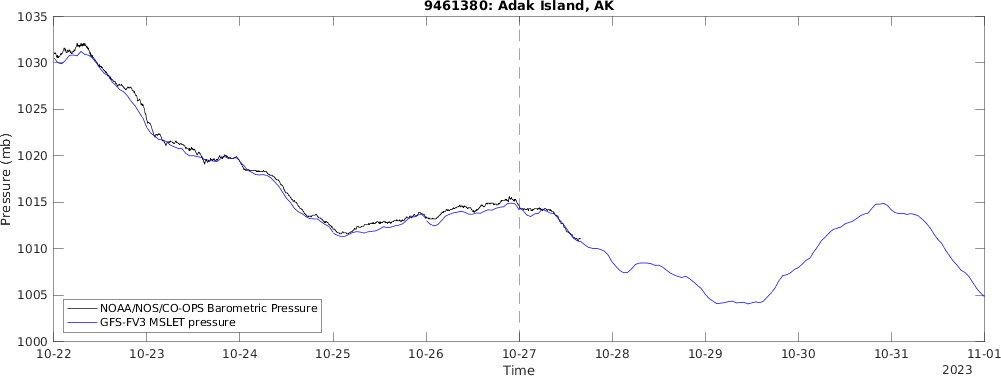 9461380: Adak Island, AK
Pressure (mb)
1035
1030
1025
1020
1015
1010
1005
1000
NOAA/NOS/CO-OPS Barometric Pressure
GFS-FV3 MSLET pressure
10-22 10-23 10-24 10-25 10-26 10-27 10-28 10-29 10-30 10-31 11-01
Time
2023